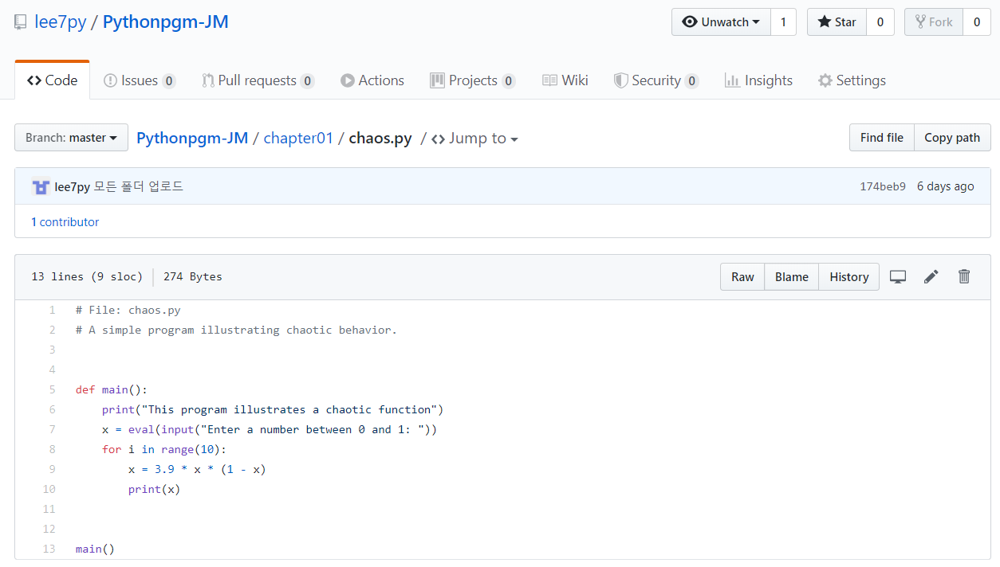 lee7py / Pythonpgm-JM
Unwatch 1 Star 0 Fork 0
Code Issues 0 Pull requests 0 Actions Projects 0 Wiki Security 0 Insights Settings
Branch: master Pythonpgm-JM / chapter01 / chaos.py / <> Jump to Find file Copy path
lee7py 모든 폴더 업로드 174beb9 6 days ago
1 contributor
13 lines (9 sloc) 274 Bytes Raw Blame History
1 # File: chaos.py
2 # A simple program illustrating chaotic behavior.
3
4
5 def main():
6     print("This program illustrates a chaotic function")
7     x = eval(input("Enter a number between 0 and 1: "))
8     for i in range(10):
9         x = 3.9 * x * (1 - x)
10         print(x)
11
12
13 main()